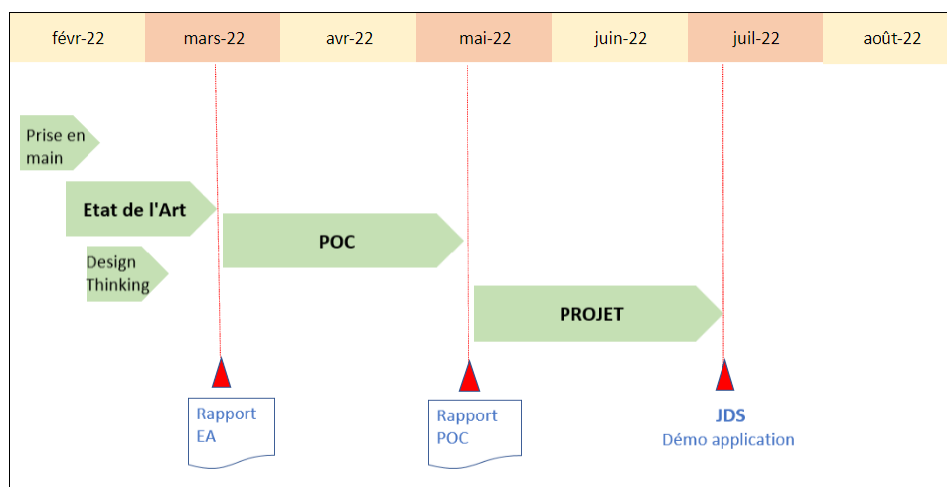 févr-22
mars-22
avr-22
mai-22
juin-22
juil-22
août-22
Prise en
main
Etat de l'Art
POC
Design
Thinking
PROJET
Rapport
EA
Rapport
POC
JDS
Démo application